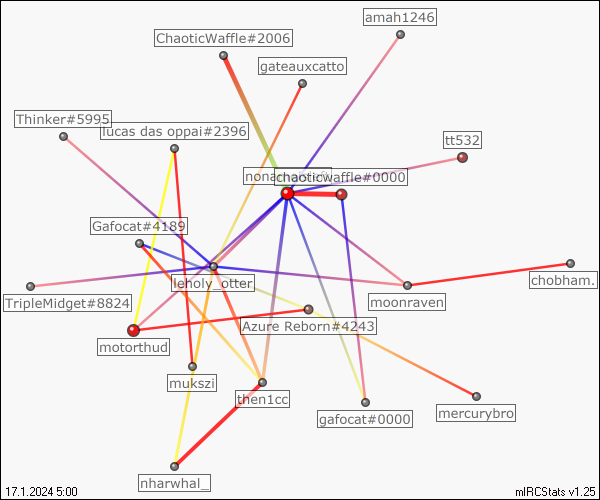 amah1246
ChaoticWaffle#2006
gateauxcatto
Thinker#5995
lucas das oppai#2396
tt532
chaoticwaffle#0000
Gafocat#4189
leholy_otter
TripleMidget#8824
moonraven
chobham.
Azure Reborn#4243
motorthud
mukszi
then1cc
gafocat#0000
mercurybro
nharwhal_
17.1.2024 5:00
mIRCStats v1.25